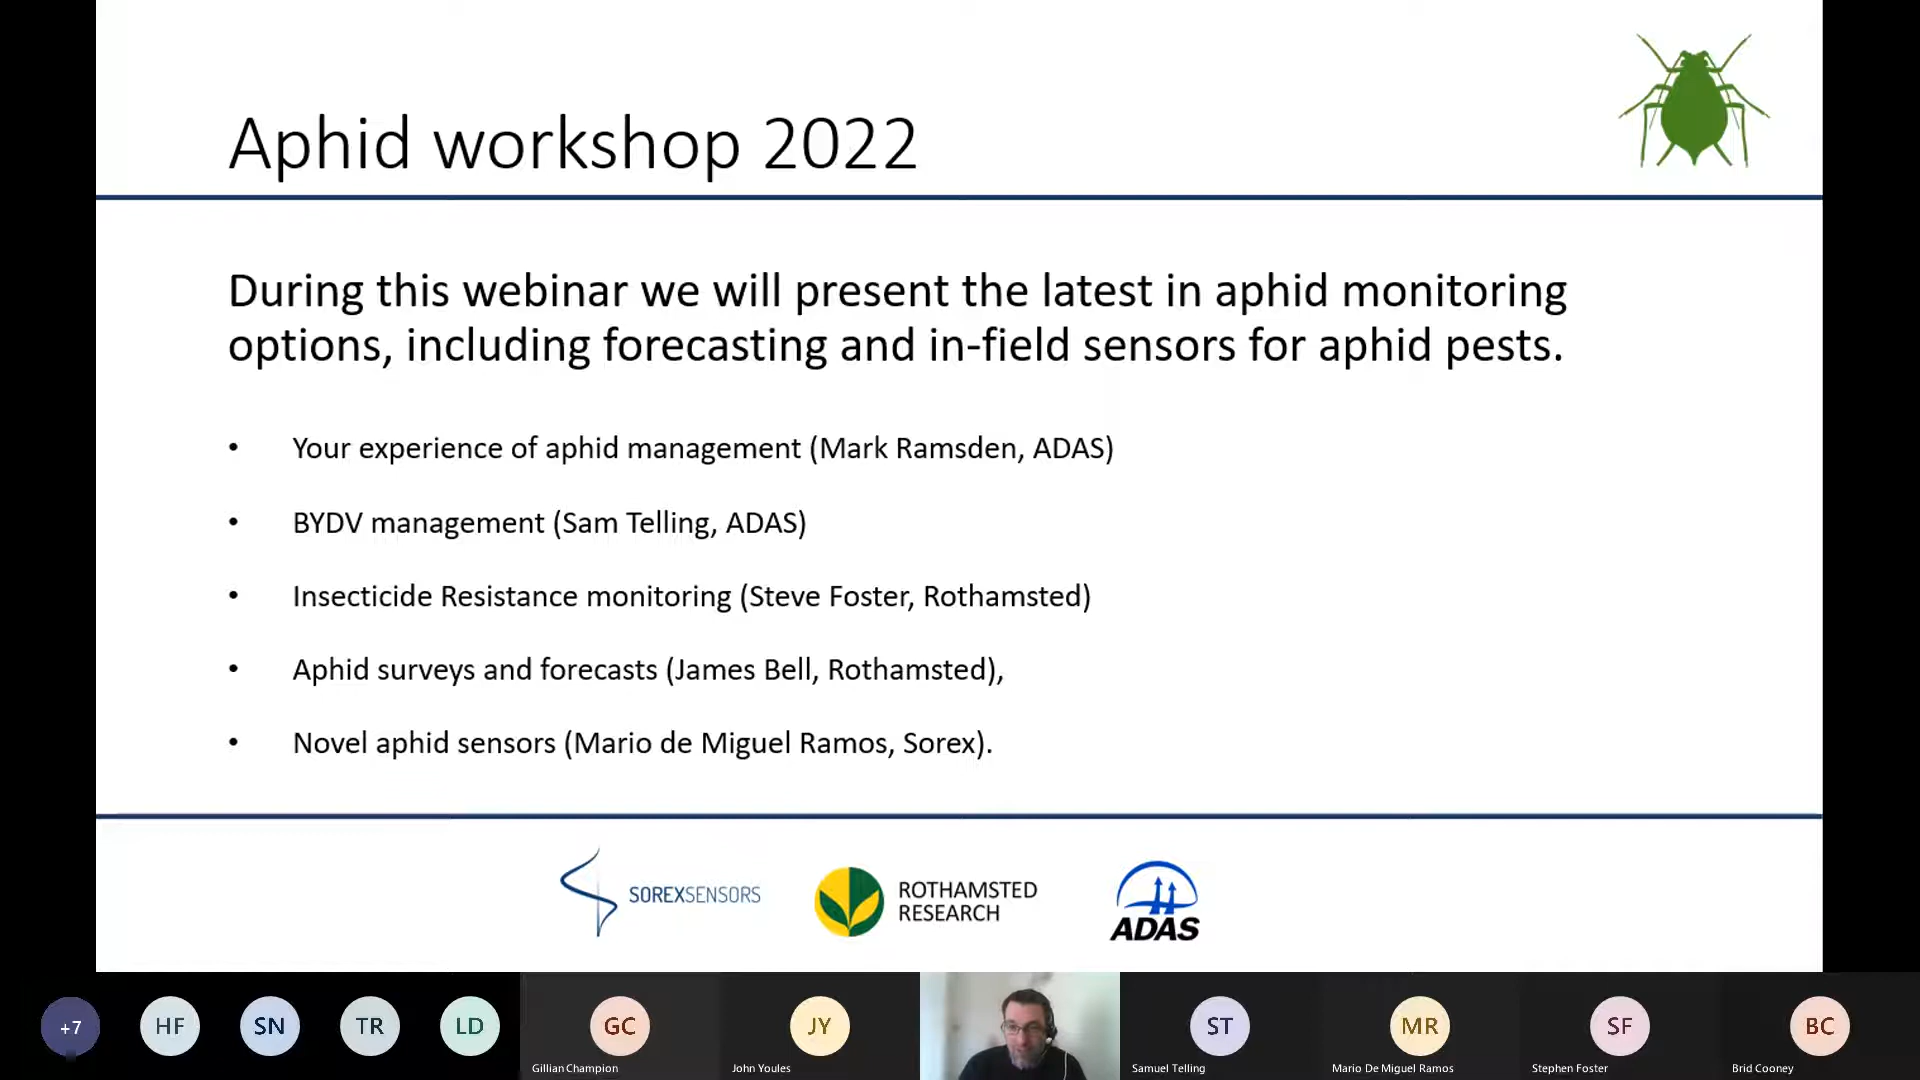 Aphid workshop 2022
During this webinar we will present the latest in aphid monitoring
options, including forecasting and in-field sensors for aphid pests.
• Your experience of aphid management (Mark Ramsden, ADAS)
• BYDV management (Sam Telling, ADAS)
• Insecticide Resistance monitoring (Steve Foster, Rothamsted)
• Aphid surveys and forecasts (James Bell, Rothamsted),
• Novel aphid sensors (Mario de Miguel Ramos, Sorex).
SOREXSENSORS
ROTHAMSTED
RESEARCH
ADAS
+7 HF SN TR LD GC JY ST MR SF BC
Gillian Champion John Youles Samuel Telling Mario De Miguel Ramos Stephen Foster Brid Cooney